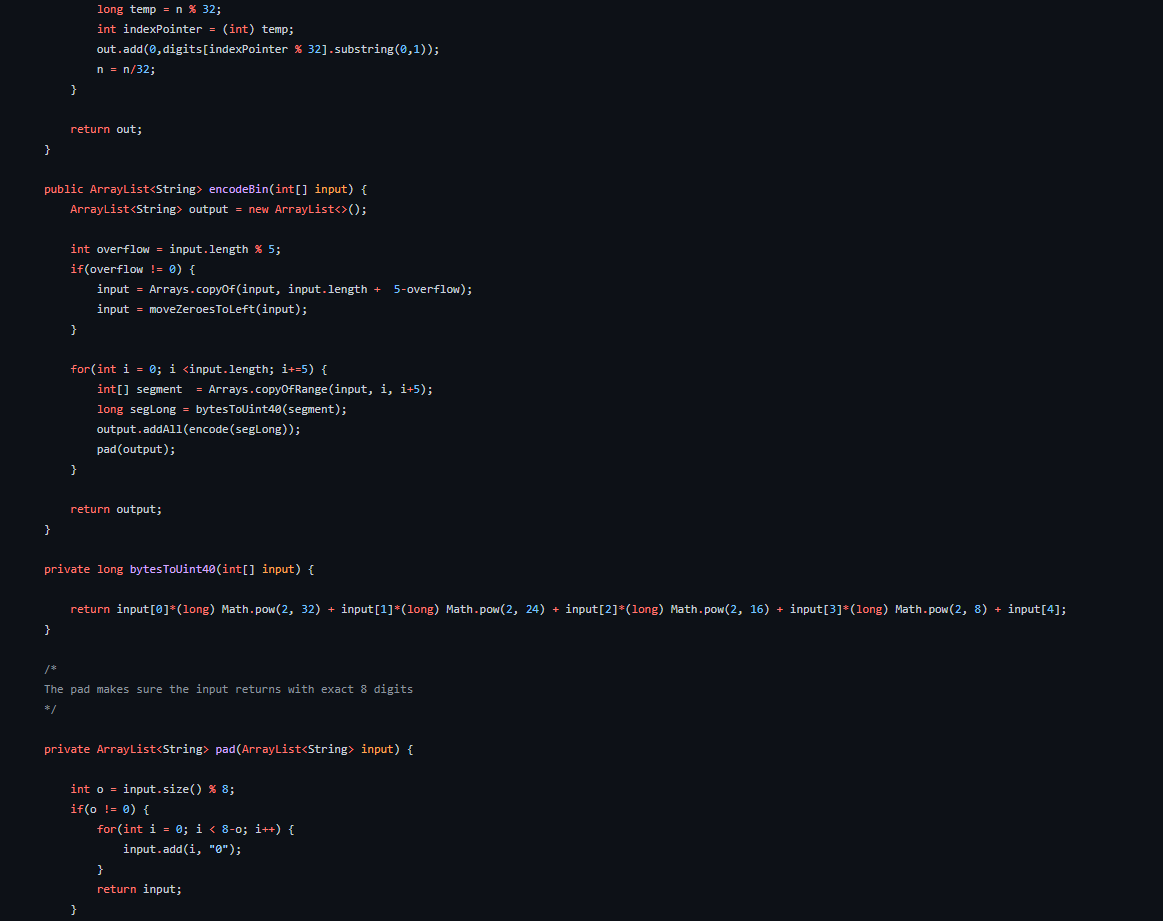 long temp = n % 32;
int indexPointer = (int) temp;
out.add(0,digits[indexPointer % 32].substring(0,1));
n = n/32;
}
return out;
}
public ArrayList<String> encodeBin(int[] input) {
ArrayList<String> output = new ArrayList<>();
int overflow = input.length % 5;
if(overflow != 0) {
input = Arrays.copyOf(input, input.length +  5-overflow);
input = moveZeroesToLeft(input);
}
for(int i = 0; i <input.length; i+=5) {
int[] segment  = Arrays.copyOfRange(input, i, i+5);
long segLong = bytesToUint40(segment);
output.addAll(encode(segLong));
pad(output);
}
return output;
}
private long bytesToUint40(int[] input) {
return input[0]*(long) Math.pow(2, 32) + input[1]*(long) Math.pow(2, 24) + input[2]*(long) Math.pow(2, 16) + input[3]*(long) Math.pow(2, 8) + input[4];
}
/*
The pad makes sure the input returns with exact 8 digits
*/
private ArrayList<String> pad(ArrayList<String> input) {
int o = input.size() % 8;
if(o != 0) {
for(int i = 0; i < 8-o; i++) {
input.add(i, "0");
}
return input;
}